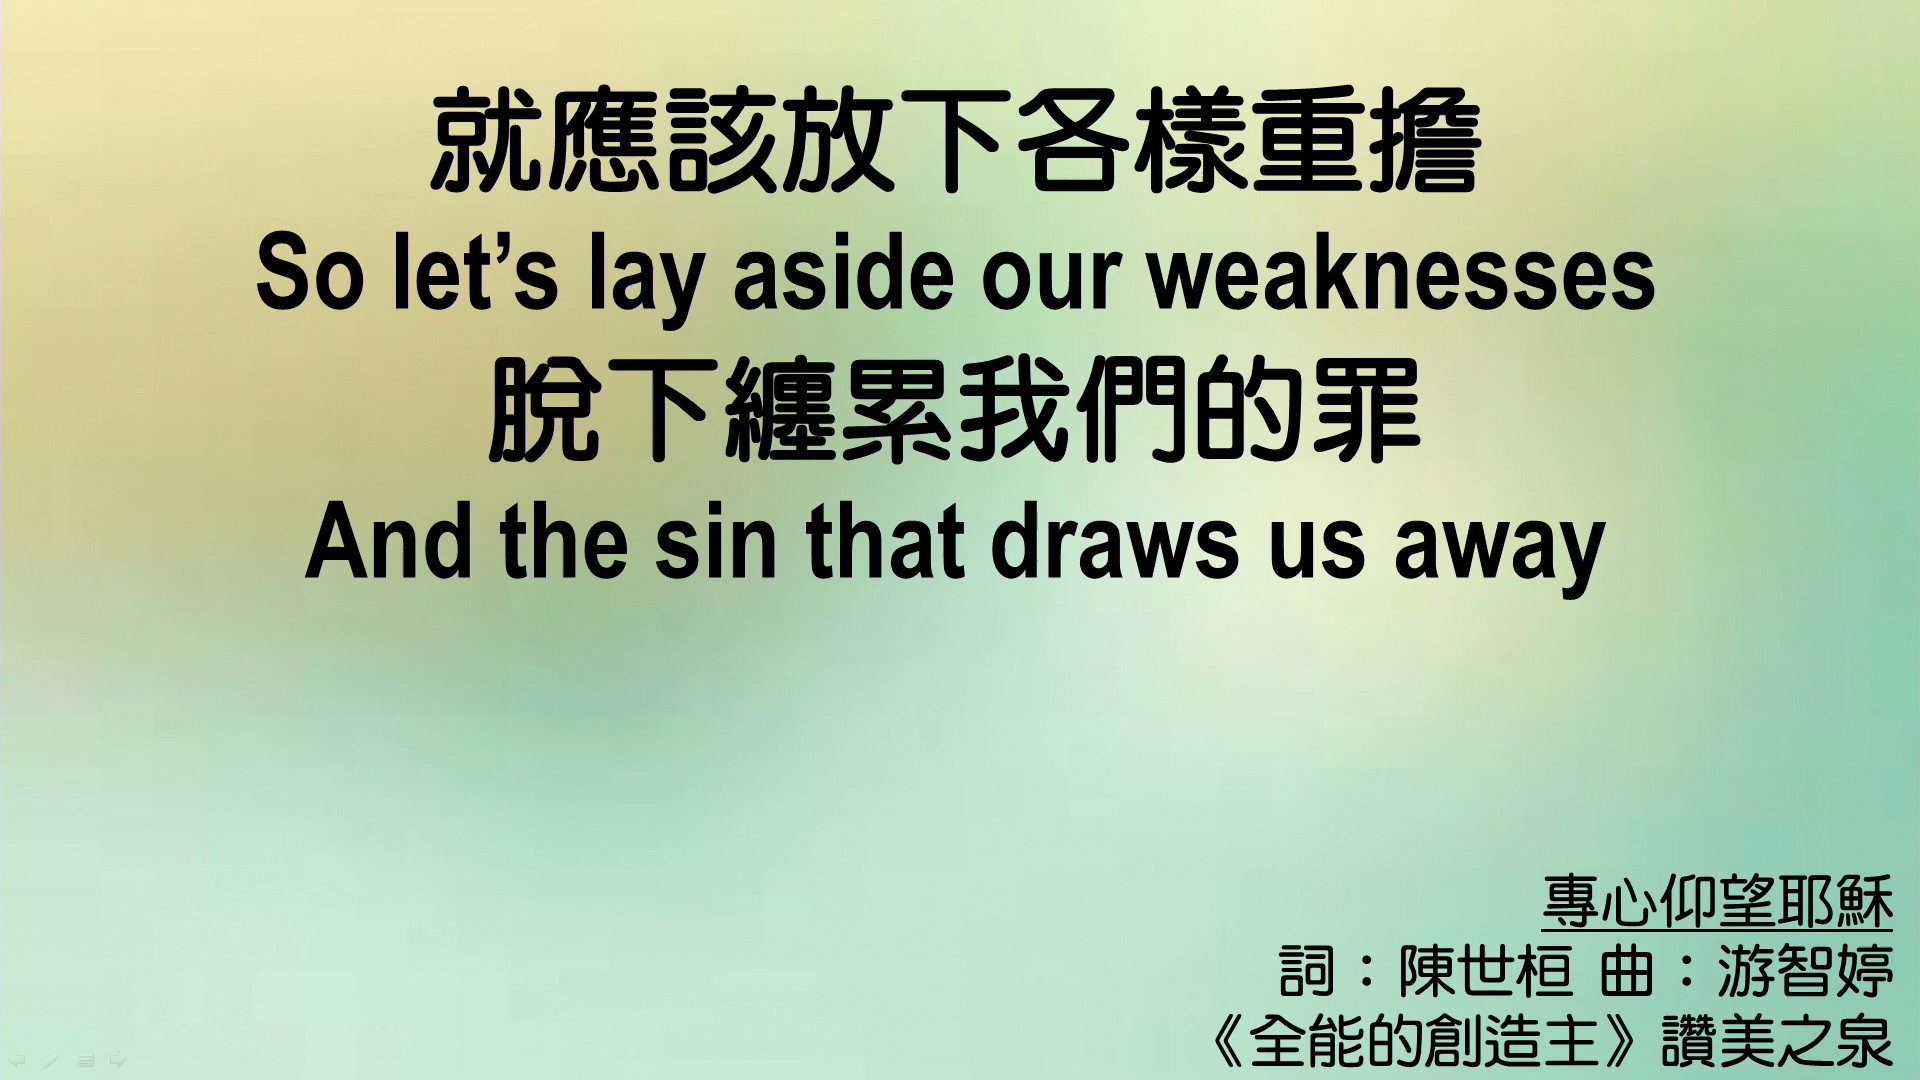 就應該放下各樣重擔
So let’s lay aside our weaknesses
脫下纏累我們的罪
And the sin that draws us away
專心仰望耶穌
詞：陳世桓 曲：游智婷
《全能的創造主》讚美之泉